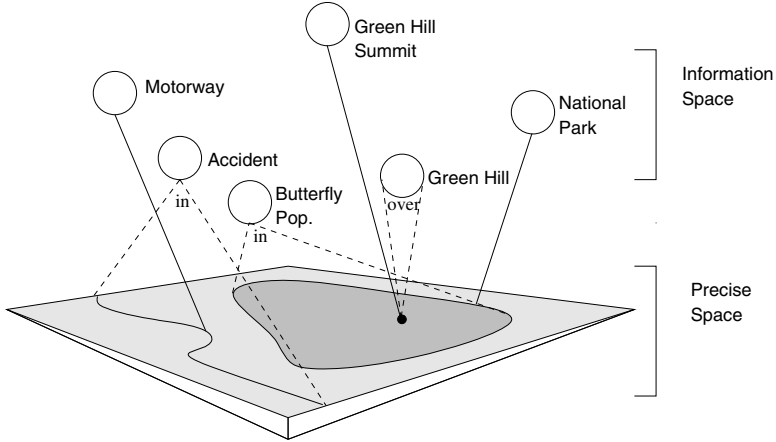 Green Hill
Summit
Motorway
Information
Space
National
Park
Accident
Green Hill
Butterfly
Pop.
in
over
in
Precise
Space